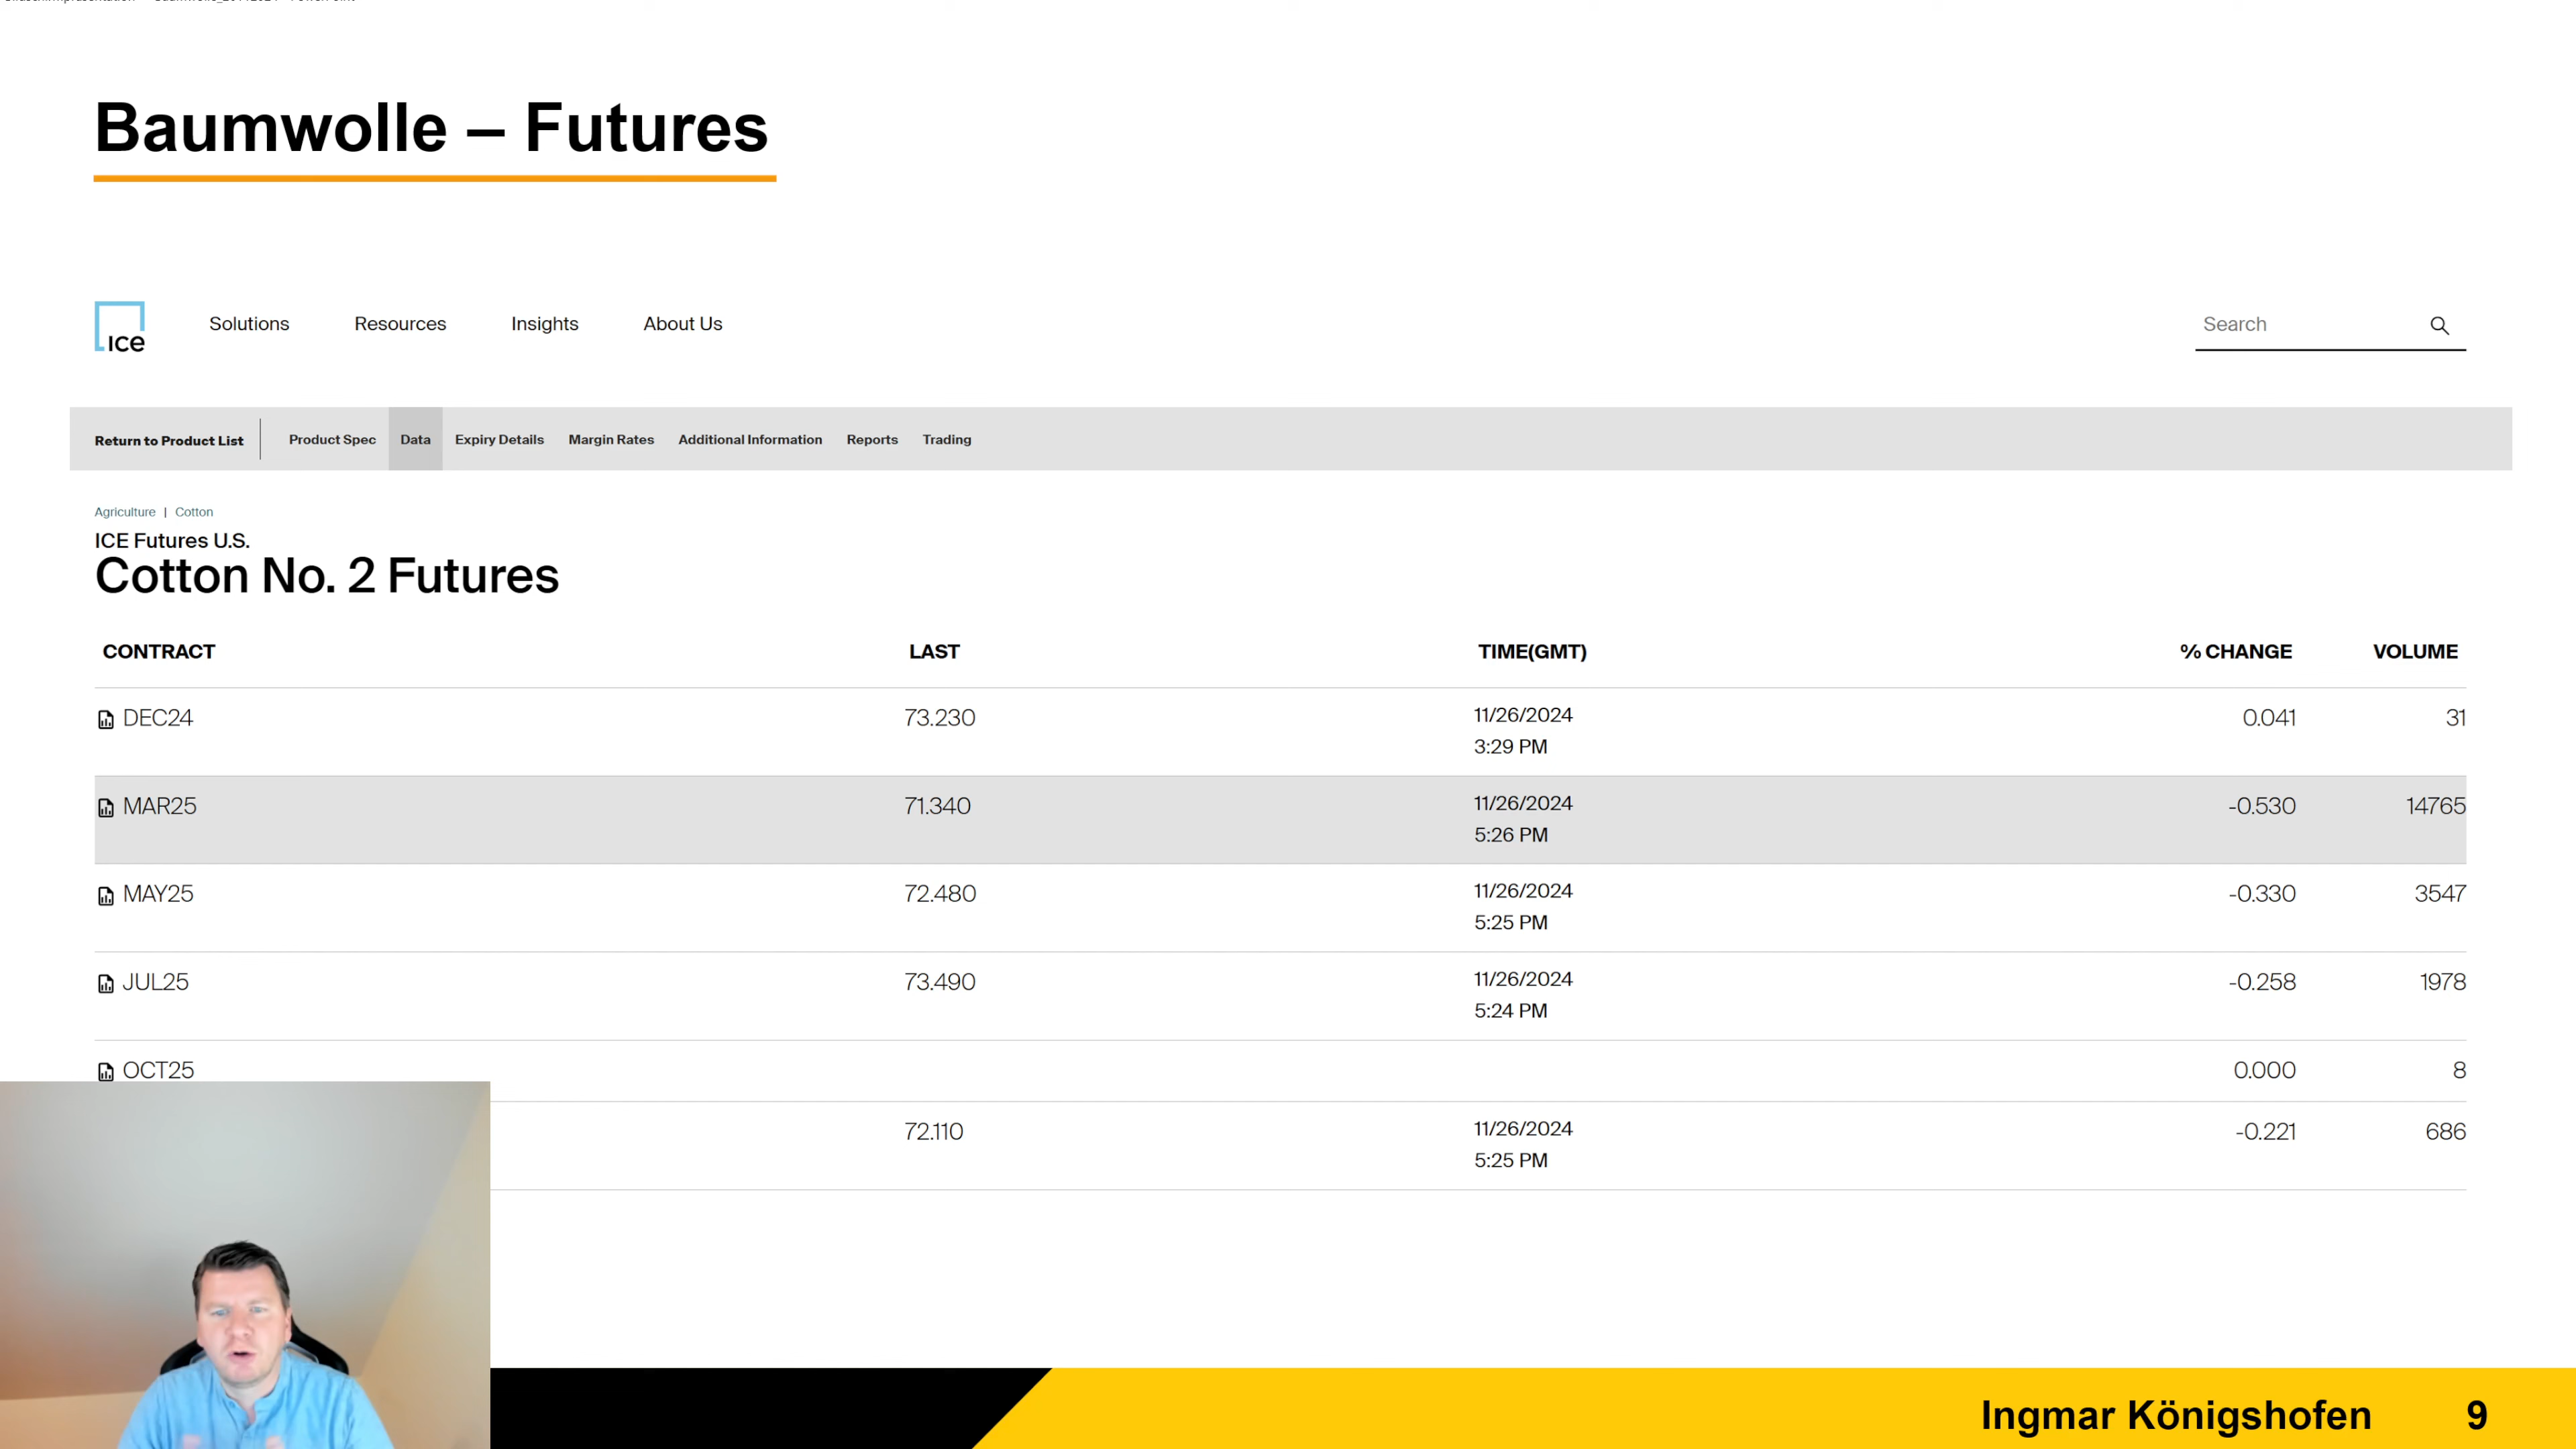 Baumwolle – Futures
ICE
Solutions Resources Insights About Us Search
Return to Product List Product Spec Data Expiry Details Margin Rates Additional Information Reports Trading
Agriculture | Cotton
ICE Futures U.S.
Cotton No. 2 Futures
CONTRACT LAST TIME(GMT) % CHANGE VOLUME
DEC24 73.230 11/26/2024 0.041 31
3:29 PM
MAR25 71.340 11/26/2024 -0.530 14765
5:26 PM
MAY25 72.480 11/26/2024 -0.330 3547
5:25 PM
JUL25 73.490 11/26/2024 -0.258 1978
5:24 PM
OCT25 0.000 8
72.110 11/26/2024 -0.221 686
5:25 PM
Ingmar Königshofen 9